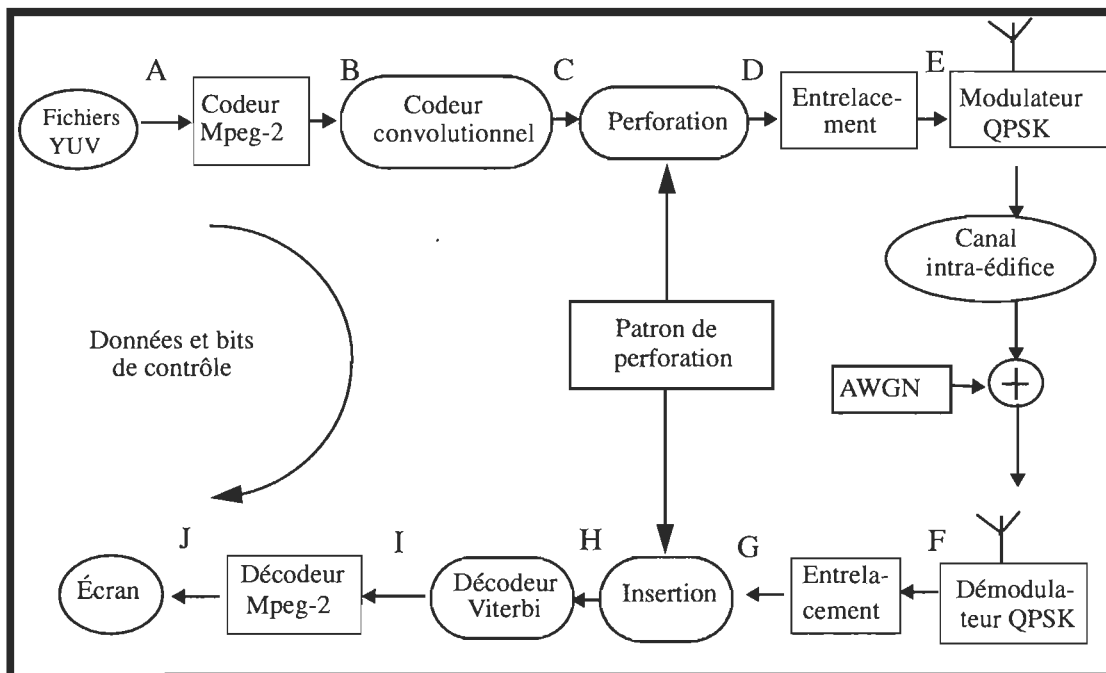 A
B
C
D
E
Fichiers
YUV
Codeur
Mpeg-2
Codeur
convolutionnel
Perforation
Entrelace-
ment
Modulateur
QPSK
Canal
intra-édifice
Données et bits
de contrôle
Patron de
perforation
AWGN
+
J
I
H
G
F
Écran
Décodeur
Mpeg-2
Décodeur
Viterbi
Insertion
Entrela-
cement
Démodula-
teur QPSK